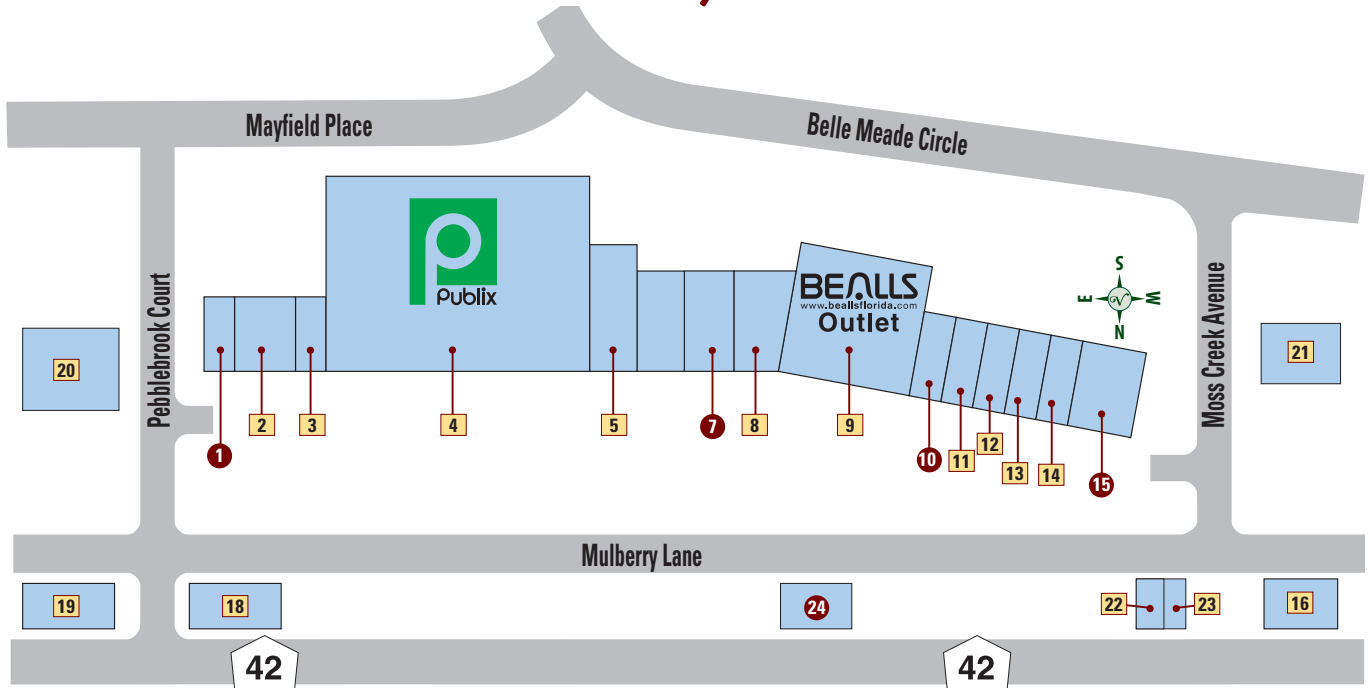 Mayfield Place
Belle Meade Circle
Publix
BEALLS
www.beallsflorida.com
Outlet
S
E
W
N
Pebblebrook Court
Moss Creek Avenue
20
21
1
2
3
4
5
7
8
9
10
11
12
13
14
15
Mulberry Lane
19
18
24
22
23
16
42
42